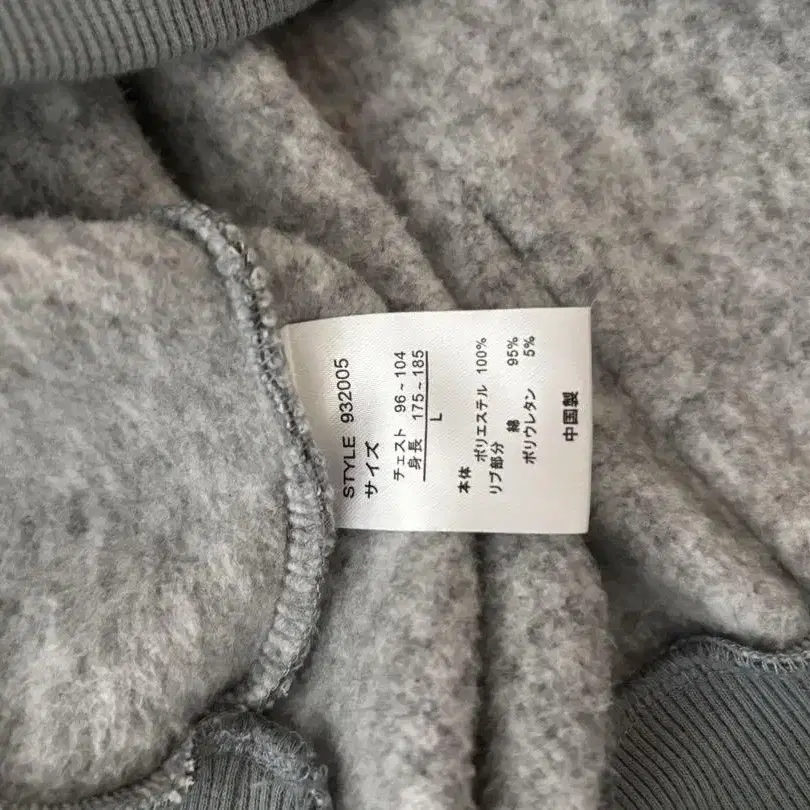 STYLE 932005
サイズ
チェスト 96~104
身長 175~185
L
本体 ポリエステル 100%
リブ部分
綿 95%
ポリウレタン 5%
中国製